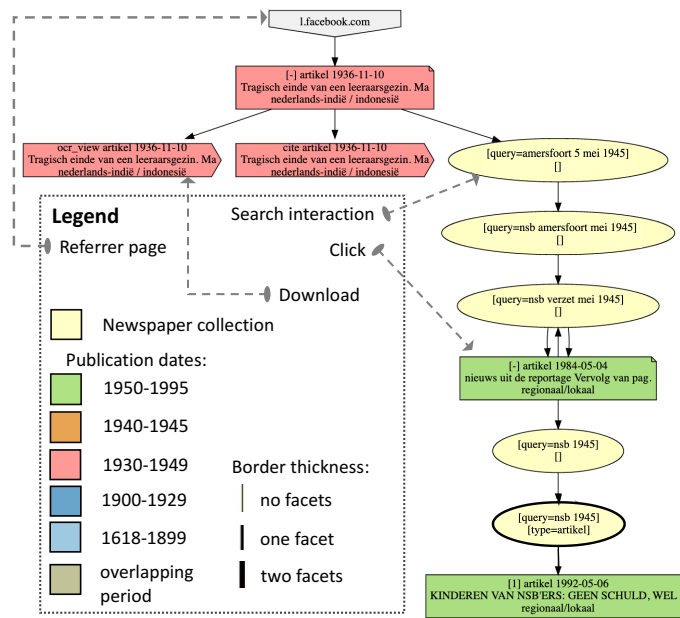 l.facebook.com
[-] artikel 1936-11-10
Tragisch einde van een leeraarsgezin. Ma
nederlands-indië / indonesië
ocr_view artikel 1936-11-10
Tragisch einde van een leeraarsgezin. Ma
nederlands-indië / indonesië
cite artikel 1936-11-10
Tragisch einde van een leeraarsgezin. Ma
nederlands-indië / indonesië
[query=amersfoort 5 mei 1945]
[]
[query=nsb amersfoort mei 1945]
[]
[query=nsb verzet mei 1945]
[]
[-] artikel 1984-05-04
nieuws uit de reportage Vervolg van pag.
regionaal/lokaal
[query=nsb 1945]
[]
[query=nsb 1945]
[type=artikel]
[1] artikel 1992-05-06
KINDEREN VAN NSB'ERS: GEEN SCHULD, WEL
regionaal/lokaal
Legend
Search interaction
Referrer page
Click
Download
Newspaper collection
Publication dates:
1950-1995
1940-1945
1930-1949
1900-1929
1618-1899
overlapping
period
Border thickness:
no facets
one facet
two facets